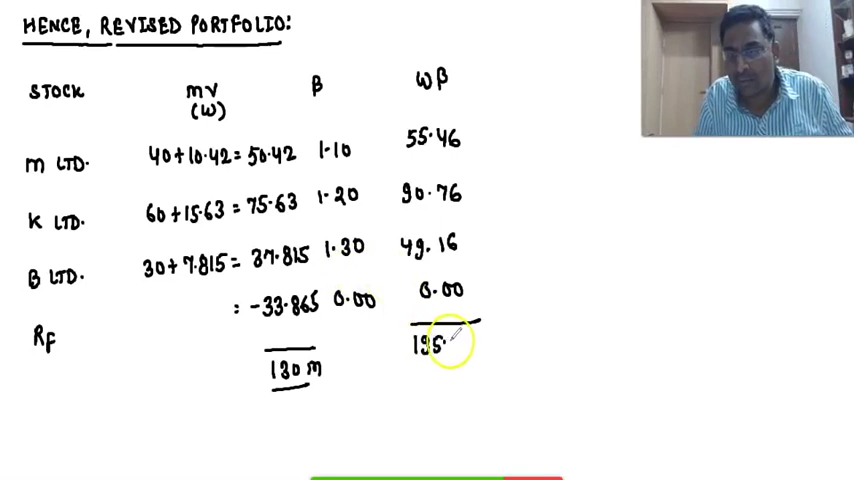 HENCE, REVISED PORTFOLIO:
STOCK MV (W) β Wβ
M LTD. 40+10.42=50.42 1.10 55.46
K LTD. 60+15.63=75.63 1.20 90.76
B LTD. 30+7.815=37.815 1.30 49.16
RF =-33.865 0.00 0.00
130 M 195.